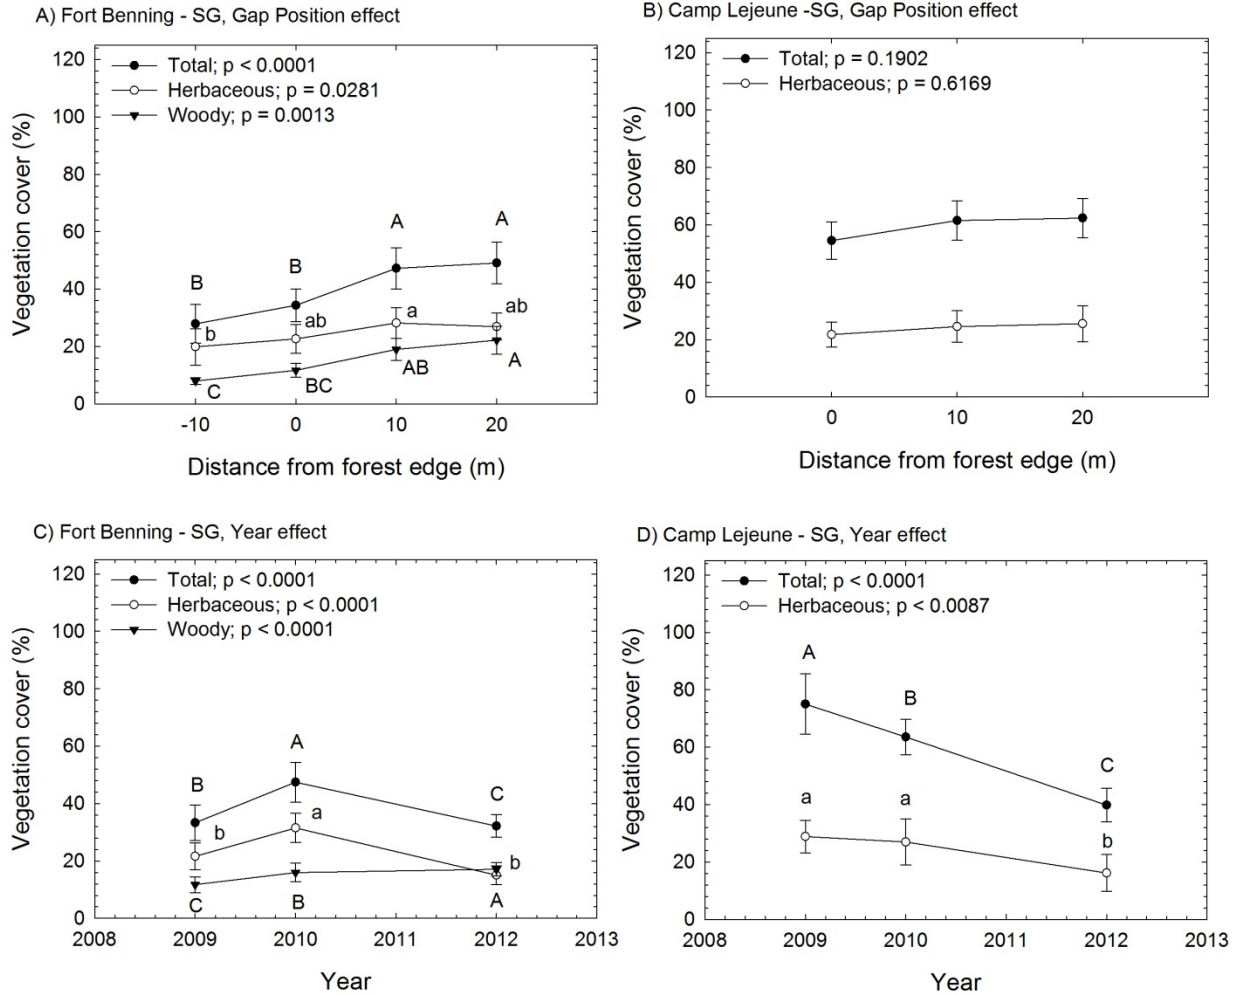 A) Fort Benning - SG, Gap Position effect
Total; p < 0.0001
Herbaceous; p = 0.0281
Woody; p = 0.0013
Vegetation cover (%)
120
100
80
60
40
20
0
B
B
A
A
b
ab
a
ab
C
BC
AB
A
-10
0
10
20
Distance from forest edge (m)
B) Camp Lejeune -SG, Gap Position effect
Total; p = 0.1902
Herbaceous; p = 0.6169
Vegetation cover (%)
120
100
80
60
40
20
0
0
10
20
Distance from forest edge (m)
C) Fort Benning - SG, Year effect
Total; p < 0.0001
Herbaceous; p < 0.0001
Woody; p < 0.0001
Vegetation cover (%)
120
100
80
60
40
20
0
B
A
C
b
a
b
C
B
A
2008
2009
2010
2011
2012
2013
Year
D) Camp Lejeune - SG, Year effect
Total; p < 0.0001
Herbaceous; p < 0.0087
Vegetation cover (%)
120
100
80
60
40
20
0
A
B
C
a
a
b
2008
2009
2010
2011
2012
2013
Year